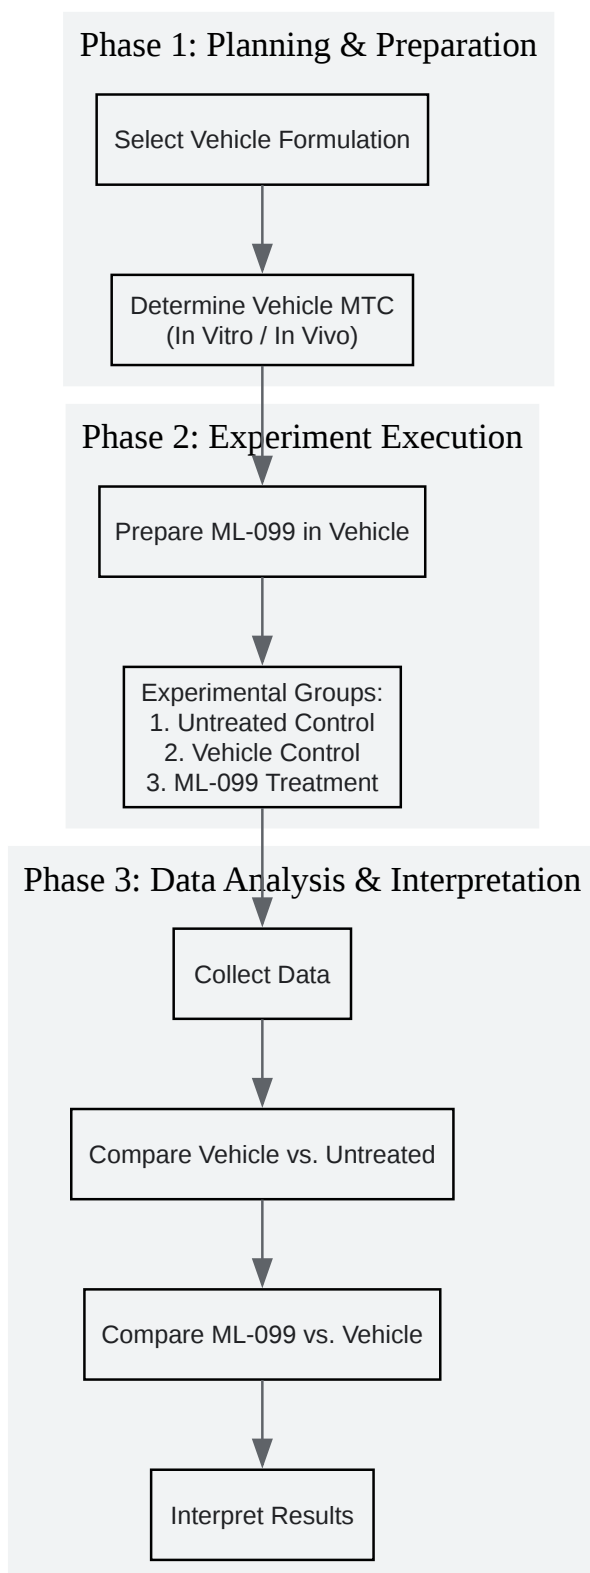 Phase 1: Planning & Preparation
Select Vehicle Formulation
Determine Vehicle MTC
(In Vitro / In Vivo)
Phase 2: Experiment Execution
Prepare ML-099 in Vehicle
Experimental Groups:
1. Untreated Control
2. Vehicle Control
3. ML-099 Treatment
Phase 3: Data Analysis & Interpretation
Collect Data
Compare Vehicle vs. Untreated
Compare ML-099 vs. Vehicle
Interpret Results